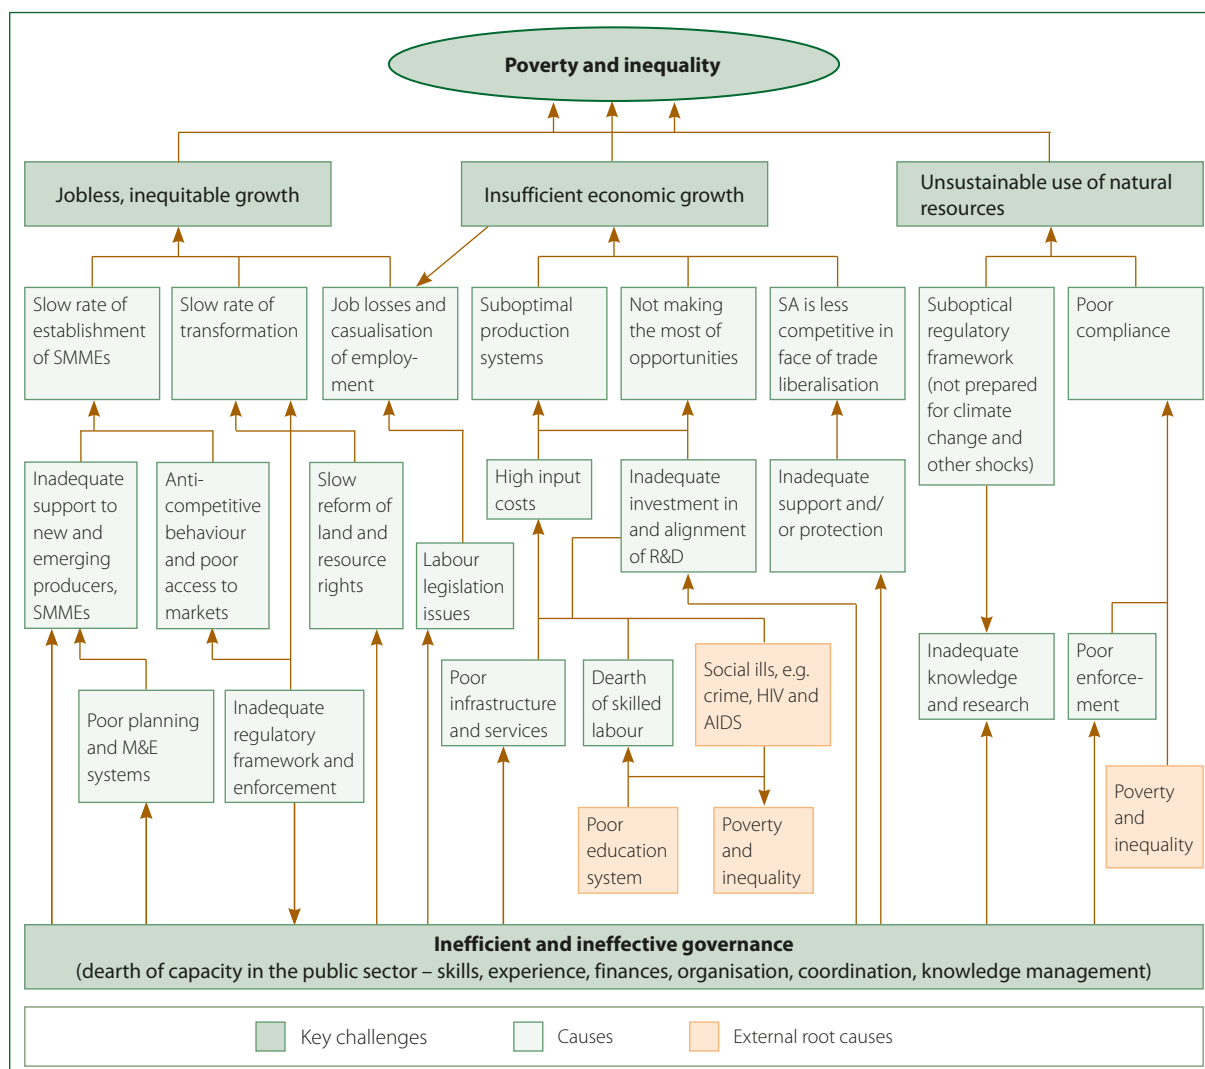 Poverty and inequality
Jobless, inequitable growth
Insufficient economic growth
Unsustainable use of natural
resources
Slow rate of
establishment
of SMMEs
Slow rate of
transformation
Job losses and
casualisation
of employ-
ment
Suboptimal
production
systems
Not making
the most of
opportunities
SA is less
competitive in
face of trade
liberalisation
Suboptical
regulatory
framework
(not prepared
for climate
change and
other shocks)
Poor
compliance
Inadequate
support to
new and
emerging
producers,
SMMEs
Anti-
competitive
behaviour
and poor
access to
markets
Slow
reform of
land and
resource
rights
Labour
legislation
issues
High input
costs
Inadequate
investment in
and alignment
of R&D
Inadequate
support and/
or protection
Poor planning
and M&E
systems
Inadequate
regulatory
framework and
enforcement
Poor
infrastructure
and services
Dearth
of skilled
labour
Social ills, e.g.
crime, HIV and
AIDS
Inadequate
knowledge
and research
Poor
enforce-
ment
Poor
education
system
Poverty
and
inequality
Poverty
and
inequality
Inefficient and ineffective governance
(dearth of capacity in the public sector – skills, experience, finances, organisation, coordination, knowledge management)
Key challenges
Causes
External root causes